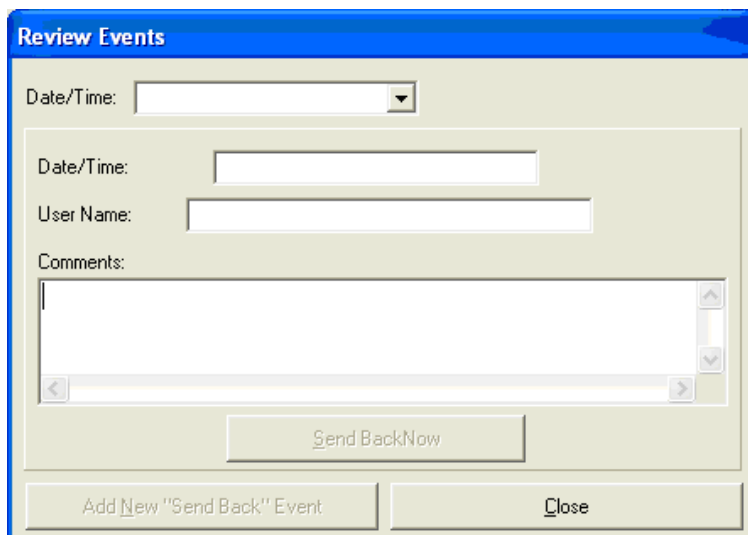 Review Events
Date/Time:
Date/Time:
User Name:
Comments:
Send BackNow
Add New "Send Back" Event Close